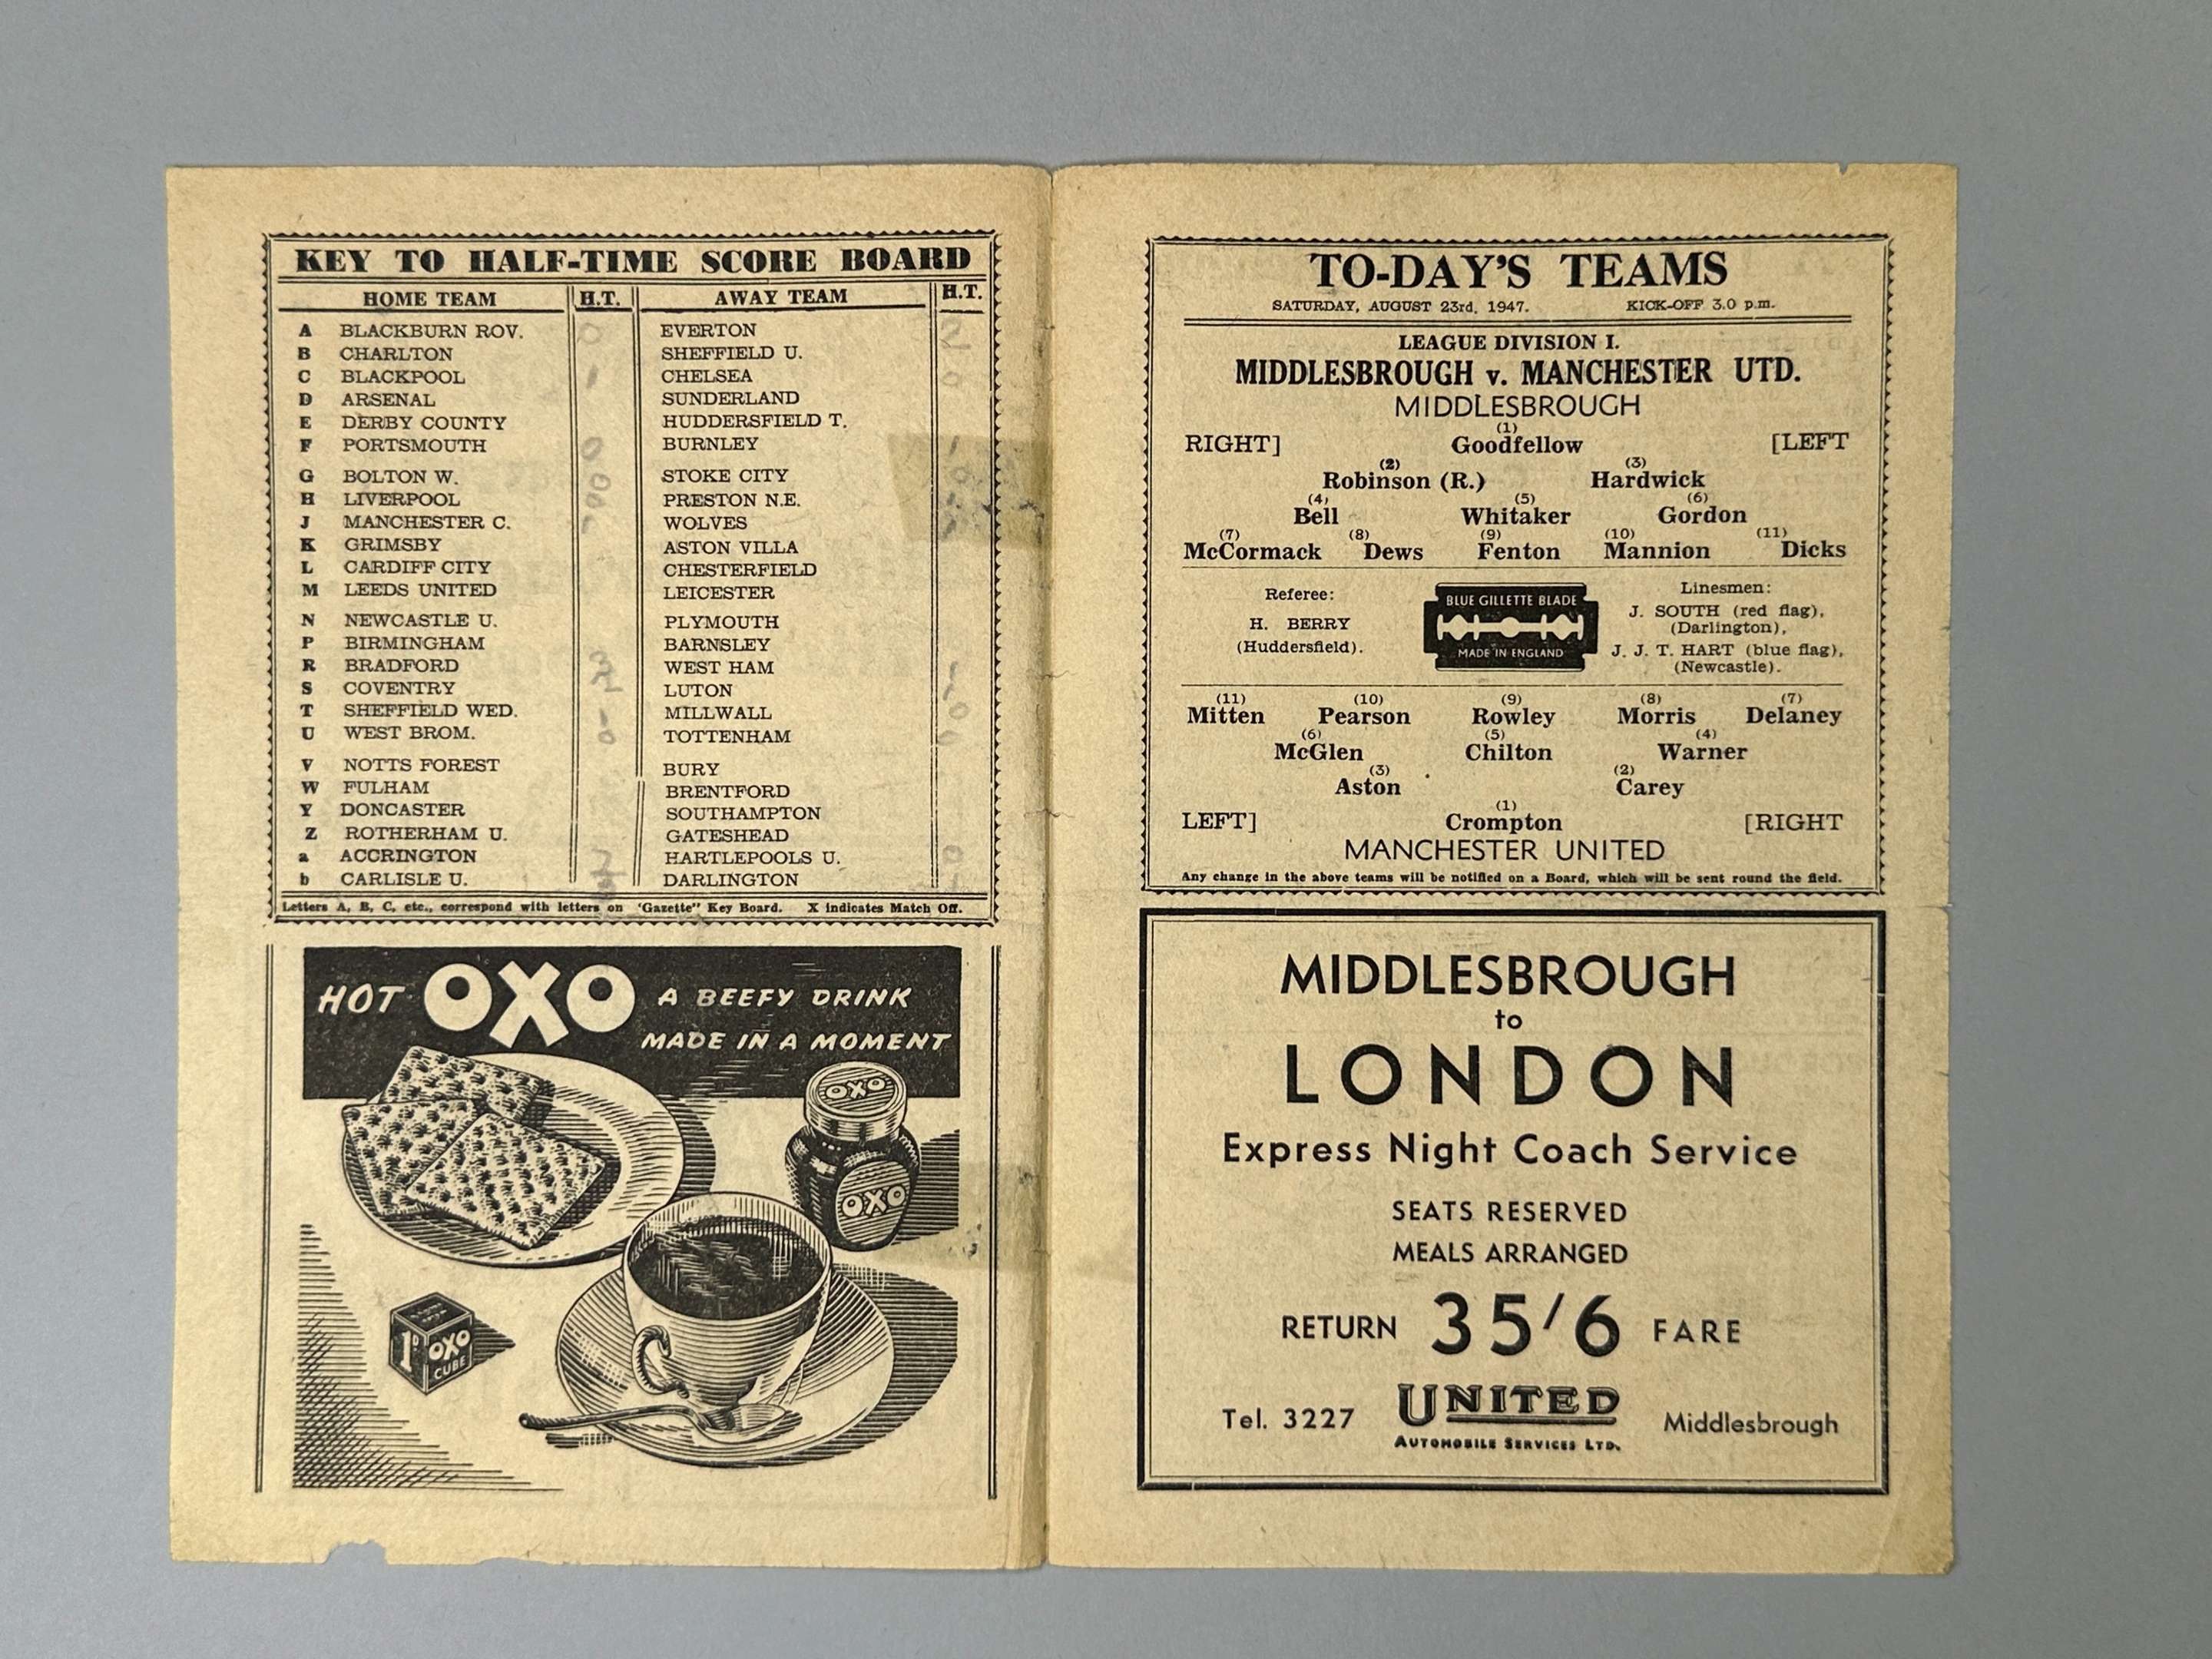 KEY TO HALF-TIME SCORE BOARD
HOME TEAM H.T. AWAY TEAM H.T.
A BLACKBURN ROV. 0 EVERTON 2
B CHARLTON SHEFFIELD U.
C BLACKPOOL 1 CHELSEA 0
D ARSENAL SUNDERLAND
E DERBY COUNTY HUDDERSFIELD T.
F PORTSMOUTH 0 BURNLEY
G BOLTON W. STOKE CITY
H LIVERPOOL PRESTON N.E.
J MANCHESTER C. WOLVES
K GRIMSBY ASTON VILLA
L CARDIFF CITY CHESTERFIELD
M LEEDS UNITED LEICESTER
N NEWCASTLE U. PLYMOUTH
P BIRMINGHAM BARNSLEY
R BRADFORD WEST HAM
S COVENTRY LUTON
T SHEFFIELD WED. MILLWALL
U WEST BROM. 0 TOTTENHAM 0
V NOTTS FOREST BURY
W FULHAM BRENTFORD
Y DONCASTER SOUTHAMPTON
Z ROTHERHAM U. GATESHEAD
a ACCRINGTON HARTLEPOOLS U. 0
b CARLISLE U. DARLINGTON
Letters A, B, C, etc., correspond with letters on 'Gazette" Key Board. X indicates Match Off.
HOT OXO A BEEFY DRINK
MADE IN A MOMENT
OXO
OXO
1D OXO
CUBE
TO-DAY'S TEAMS
SATURDAY, AUGUST 23rd, 1947. KICK-OFF 3.0 p.m.
LEAGUE DIVISION I.
MIDDLESBROUGH v. MANCHESTER UTD.
MIDDLESBROUGH
(1)
RIGHT] Goodfellow [LEFT
(2) (3)
Robinson (R.) Hardwick
(4) (5) (6)
Bell Whitaker Gordon
(7) (8) (9) (10) (11)
McCormack Dews Fenton Mannion Dicks
Referee:
H. BERRY
(Huddersfield).
BLUE GILLETTE BLADE
MADE IN ENGLAND
Linesmen:
J. SOUTH (red flag),
(Darlington),
J. J. T. HART (blue flag),
(Newcastle).
(11) (10) (9) (8) (7)
Mitten Pearson Rowley Morris Delaney
(6) (5) (4)
McGlen Chilton Warner
(3) (2)
Aston Carey
(1)
LEFT] Crompton [RIGHT
MANCHESTER UNITED
Any change in the above teams will be notified on a Board, which will be sent round the field.
MIDDLESBROUGH
to
LONDON
Express Night Coach Service
SEATS RESERVED
MEALS ARRANGED
RETURN 35/6 FARE
Tel. 3227 UNITED Middlesbrough
AUTOMOBILE SERVICES LTD.